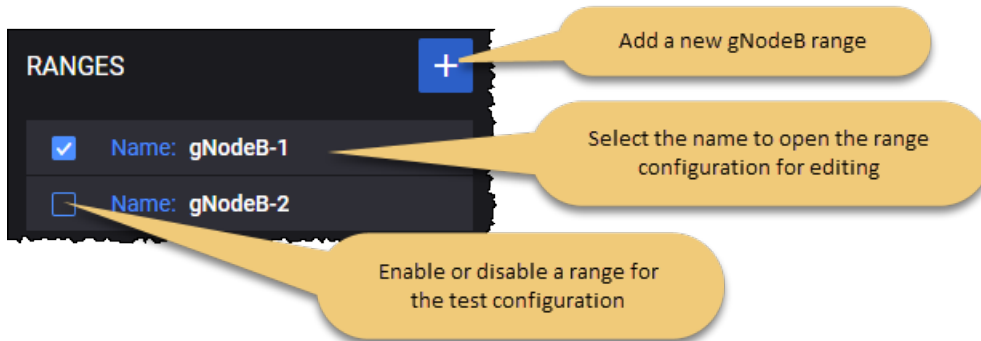 Add a new gNodeB range
RANGES
+
Select the name to open the range
configuration for editing
Name: gNodeB-1
Name: gNodeB-2
Enable or disable a range for
the test configuration